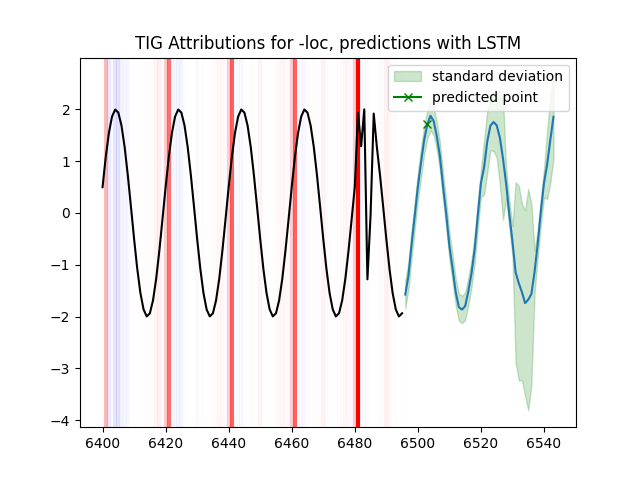 TIG Attributions for -loc, predictions with LSTM
standard deviation
predicted point
2
1
0
−1
−2
−3
−4
6400 6420 6440 6460 6480 6500 6520 6540